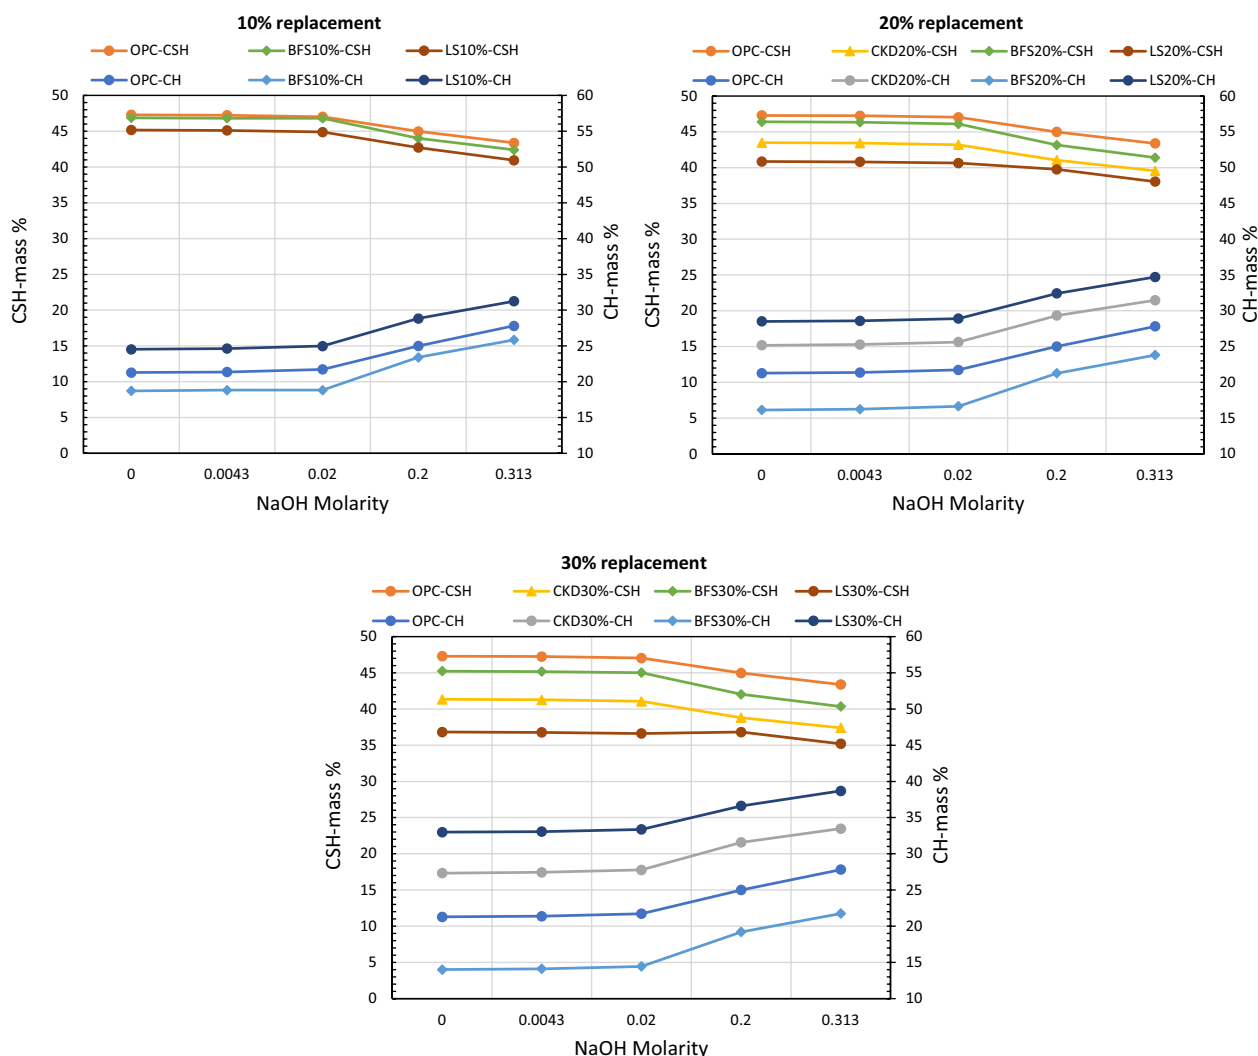 10% replacement
OPC-CSH BFS10%-CSH LS10%-CSH
OPC-CH BFS10%-CH LS10%-CH
50 60
45 55
40 50
35 45
30 40
25 35
20 30
15 25
10 20
5 15
0 10
CSH-mass %
CH-mass %
0 0.0043 0.02 0.2 0.313
NaOH Molarity
20% replacement
OPC-CSH CKD20%-CSH BFS20%-CSH LS20%-CSH
OPC-CH CKD20%-CH BFS20%-CH LS20%-CH
50 60
45 55
40 50
35 45
30 40
25 35
20 30
15 25
10 20
5 15
0 10
CSH-mass %
CH-mass %
0 0.0043 0.02 0.2 0.313
NaOH Molarity
30% replacement
OPC-CSH CKD30%-CSH BFS30%-CSH LS30%-CSH
OPC-CH CKD30%-CH BFS30%-CH LS30%-CH
50 60
45 55
40 50
35 45
30 40
25 35
20 30
15 25
10 20
5 15
0 10
CSH-mass %
CH-mass %
0 0.0043 0.02 0.2 0.313
NaOH Molarity